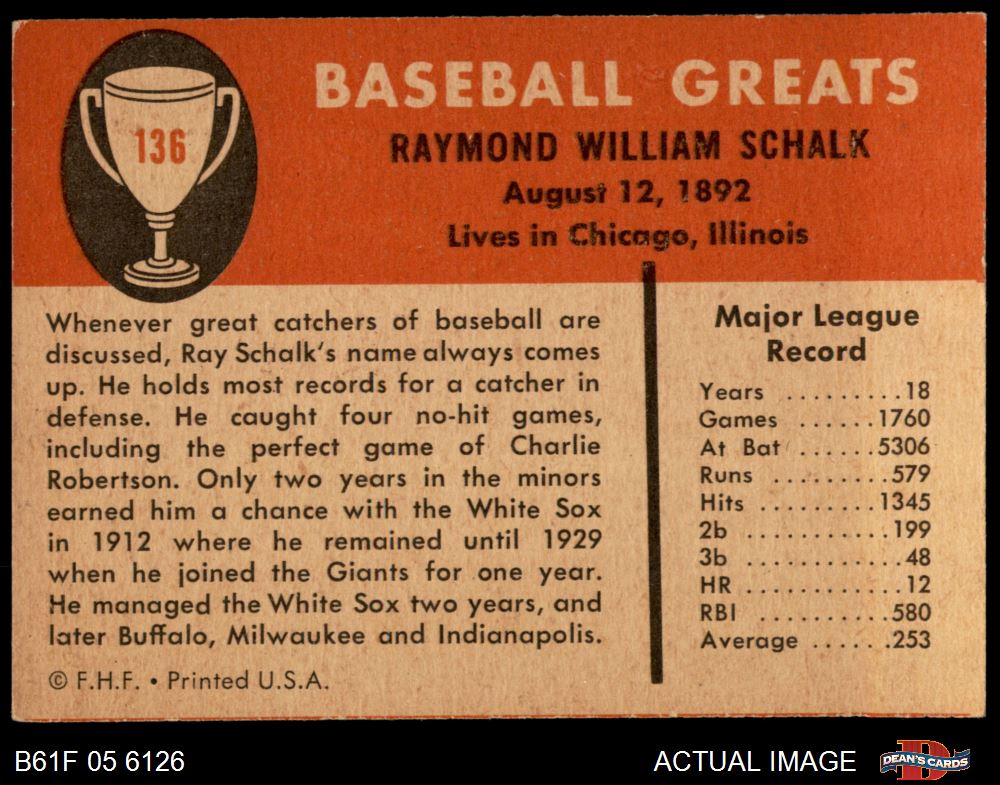 BASEBALL GREATS
136
RAYMOND WILLIAM SCHALK
August 12, 1892
Lives in Chicago, Illinois
Whenever great catchers of baseball are
discussed, Ray Schalk's name always comes
up. He holds most records for a catcher in
defense. He caught four no-hit games,
including the perfect game of Charlie
Robertson. Only two years in the minors
earned him a chance with the White Sox
in 1912 where he remained until 1929
when he joined the Giants for one year.
He managed the White Sox two years, and
later Buffalo, Milwaukee and Indianapolis.
© F.H.F. • Printed U.S.A.
Major League
Record
Years .........18
Games ......1760
At Bat ......5306
Runs .........579
Hits .........1345
2b ...........199
3b ............48
HR ............12
RBI ..........580
Average .......253
B61F 05 6126
ACTUAL IMAGE
D
DEAN'S CARDS